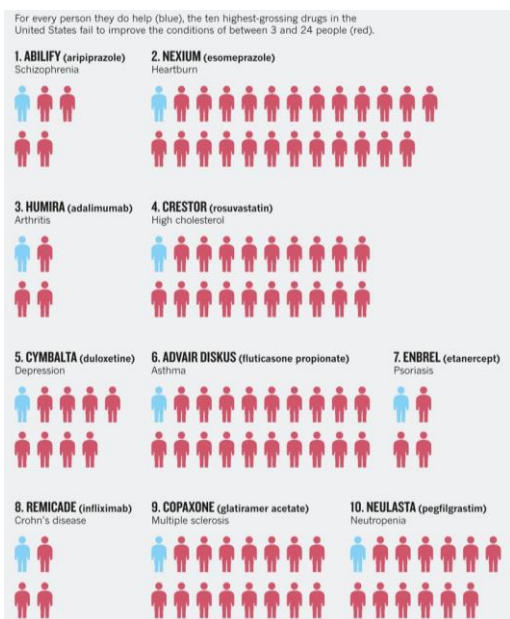 For every person they do help (blue), the ten highest-grossing drugs in the
United States fail to improve the conditions of between 3 and 24 people (red).
1. ABILIFY (aripiprazole)
Schizophrenia
2. NEXIUM (esomeprazole)
Heartburn
3. HUMIRA (adalimumab)
Arthritis
4. CRESTOR (rosuvastatin)
High cholesterol
5. CYMBALTA (duloxetine)
Depression
6. ADVAIR DISKUS (fluticasone propionate)
Asthma
7. ENBREL (etanercept)
Psoriasis
8. REMICADE (infliximab)
Crohn's disease
9. COPAXONE (glatiramer acetate)
Multiple sclerosis
10. NEULASTA (pegfilgrastim)
Neutropenia